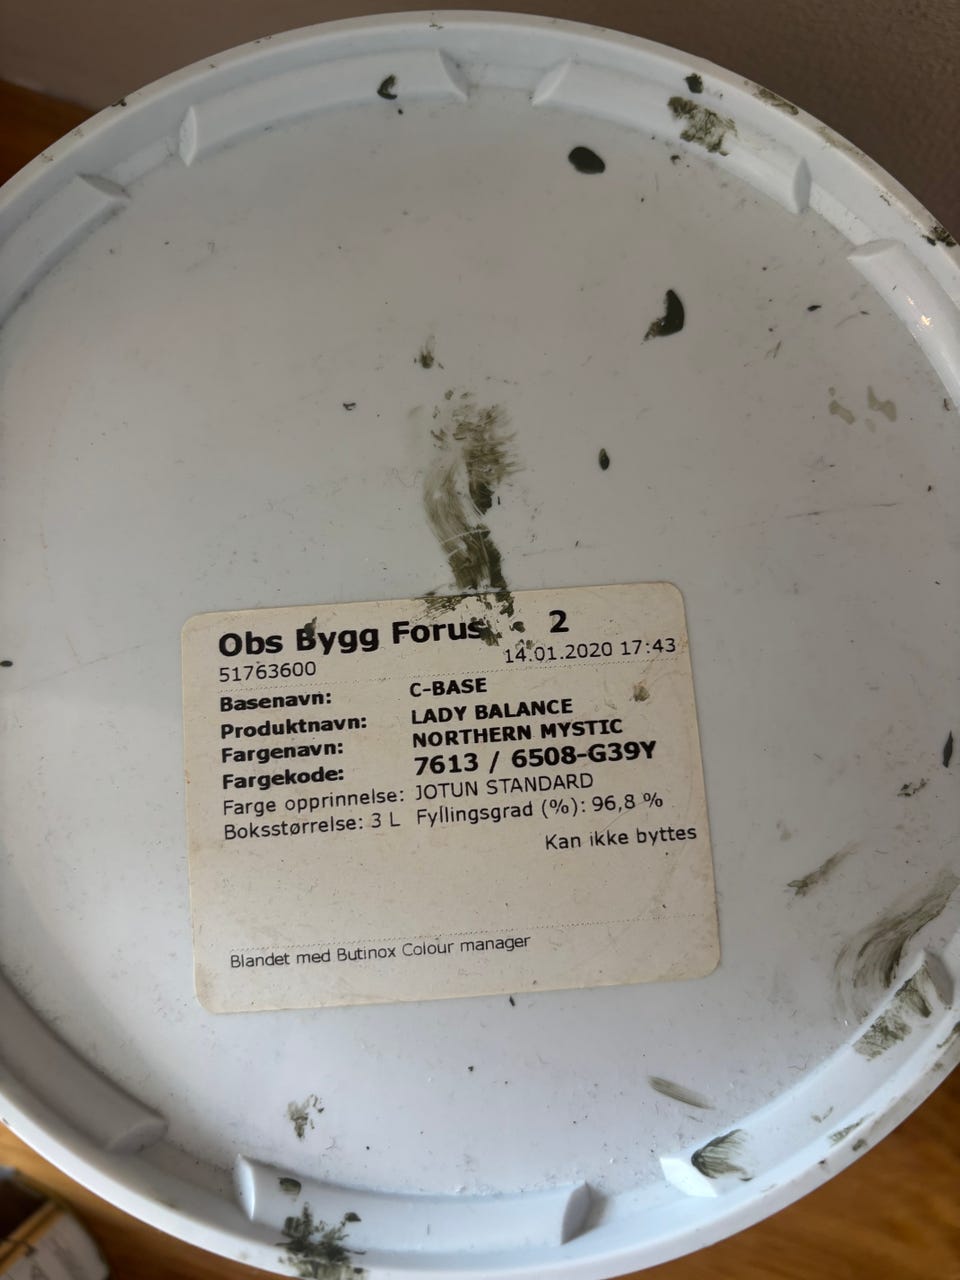 Obs Bygg Forus 2
51763600 14.01.2020 17:43
Basenavn: C-BASE
Produktnavn: LADY BALANCE
Fargenavn: NORTHERN MYSTIC
Fargekode: 7613 / 6508-G39Y
Farge opprinnelse: JOTUN STANDARD
Boksstørrelse: 3 L Fyllingsgrad (%): 96,8 %
Kan ikke byttes
Blandet med Butinox Colour manager